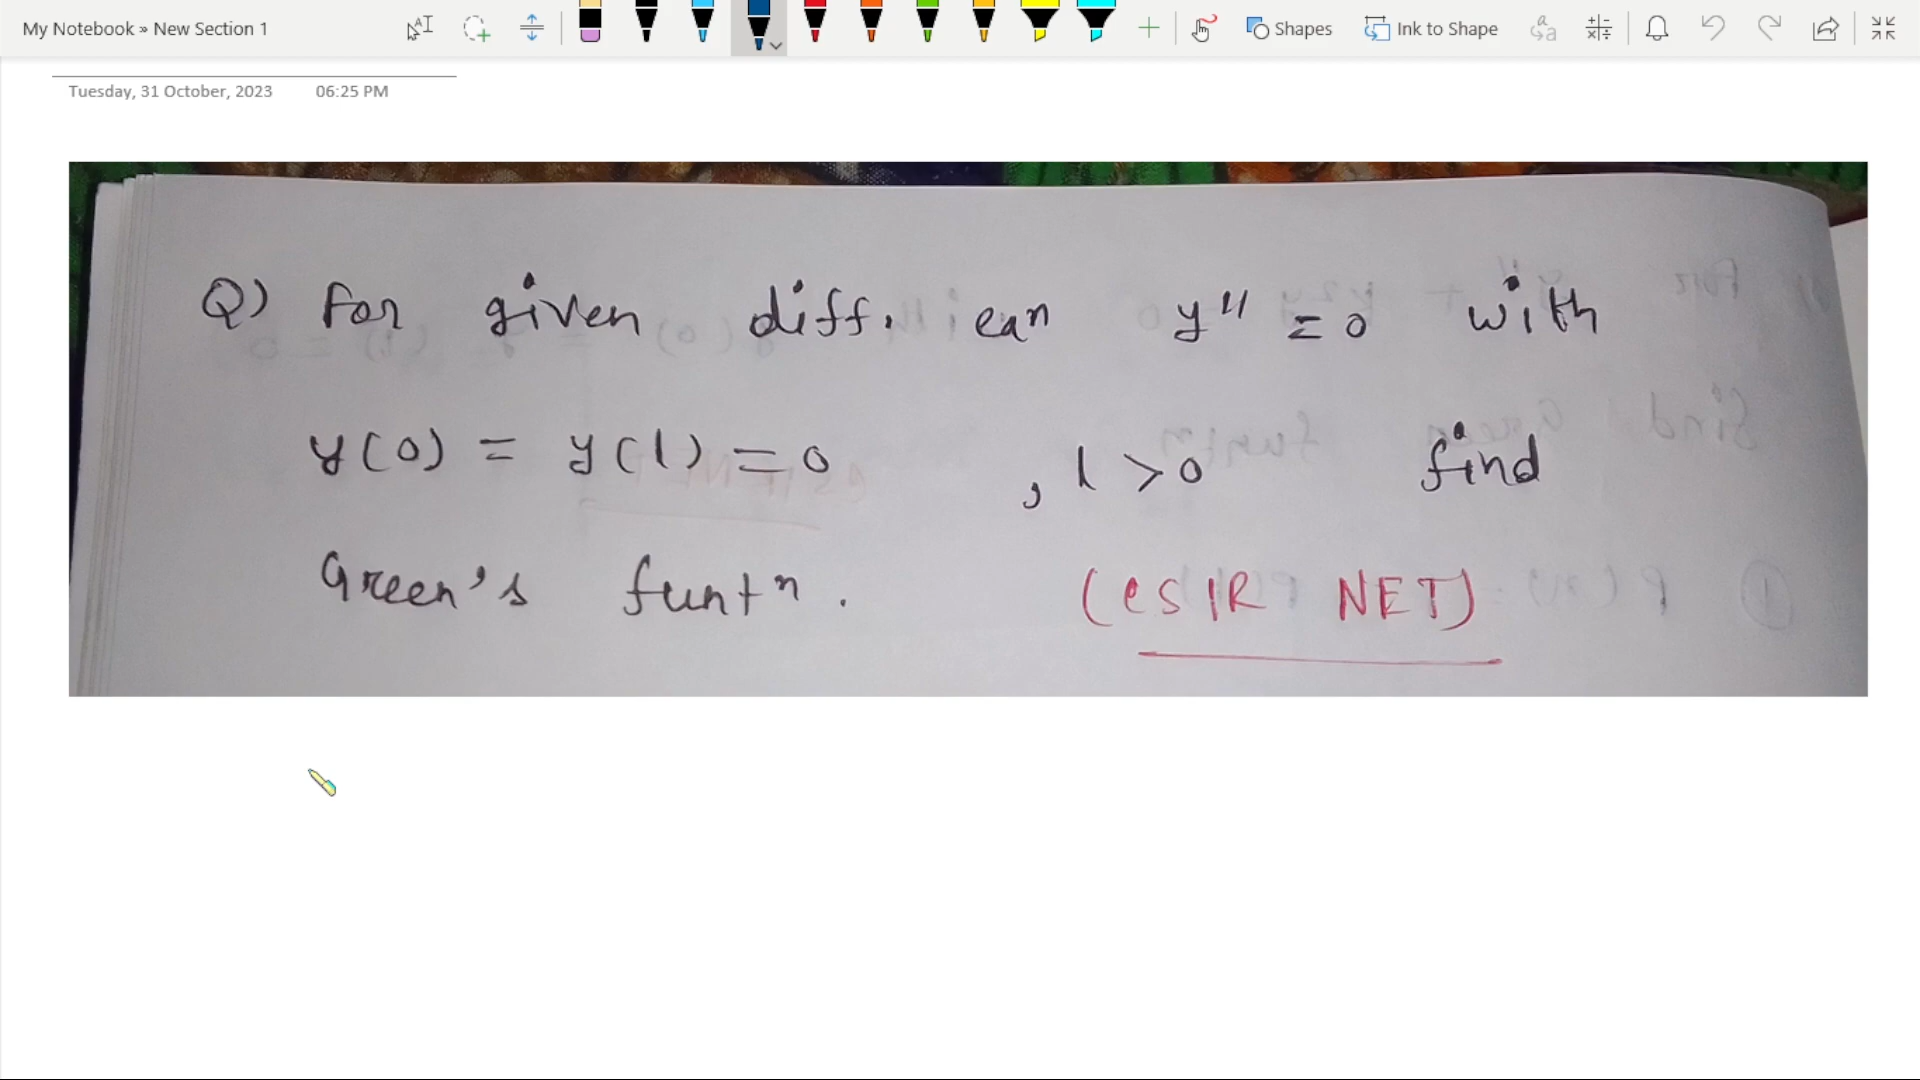 My Notebook » New Section 1
Shapes
Ink to Shape
Tuesday, 31 October, 2023 06:25 PM
Q) For given diff. eqn y'' = 0 with
y(0) = y(l) = 0 , l > 0 find
Green's funtn .
(CSIR NET)